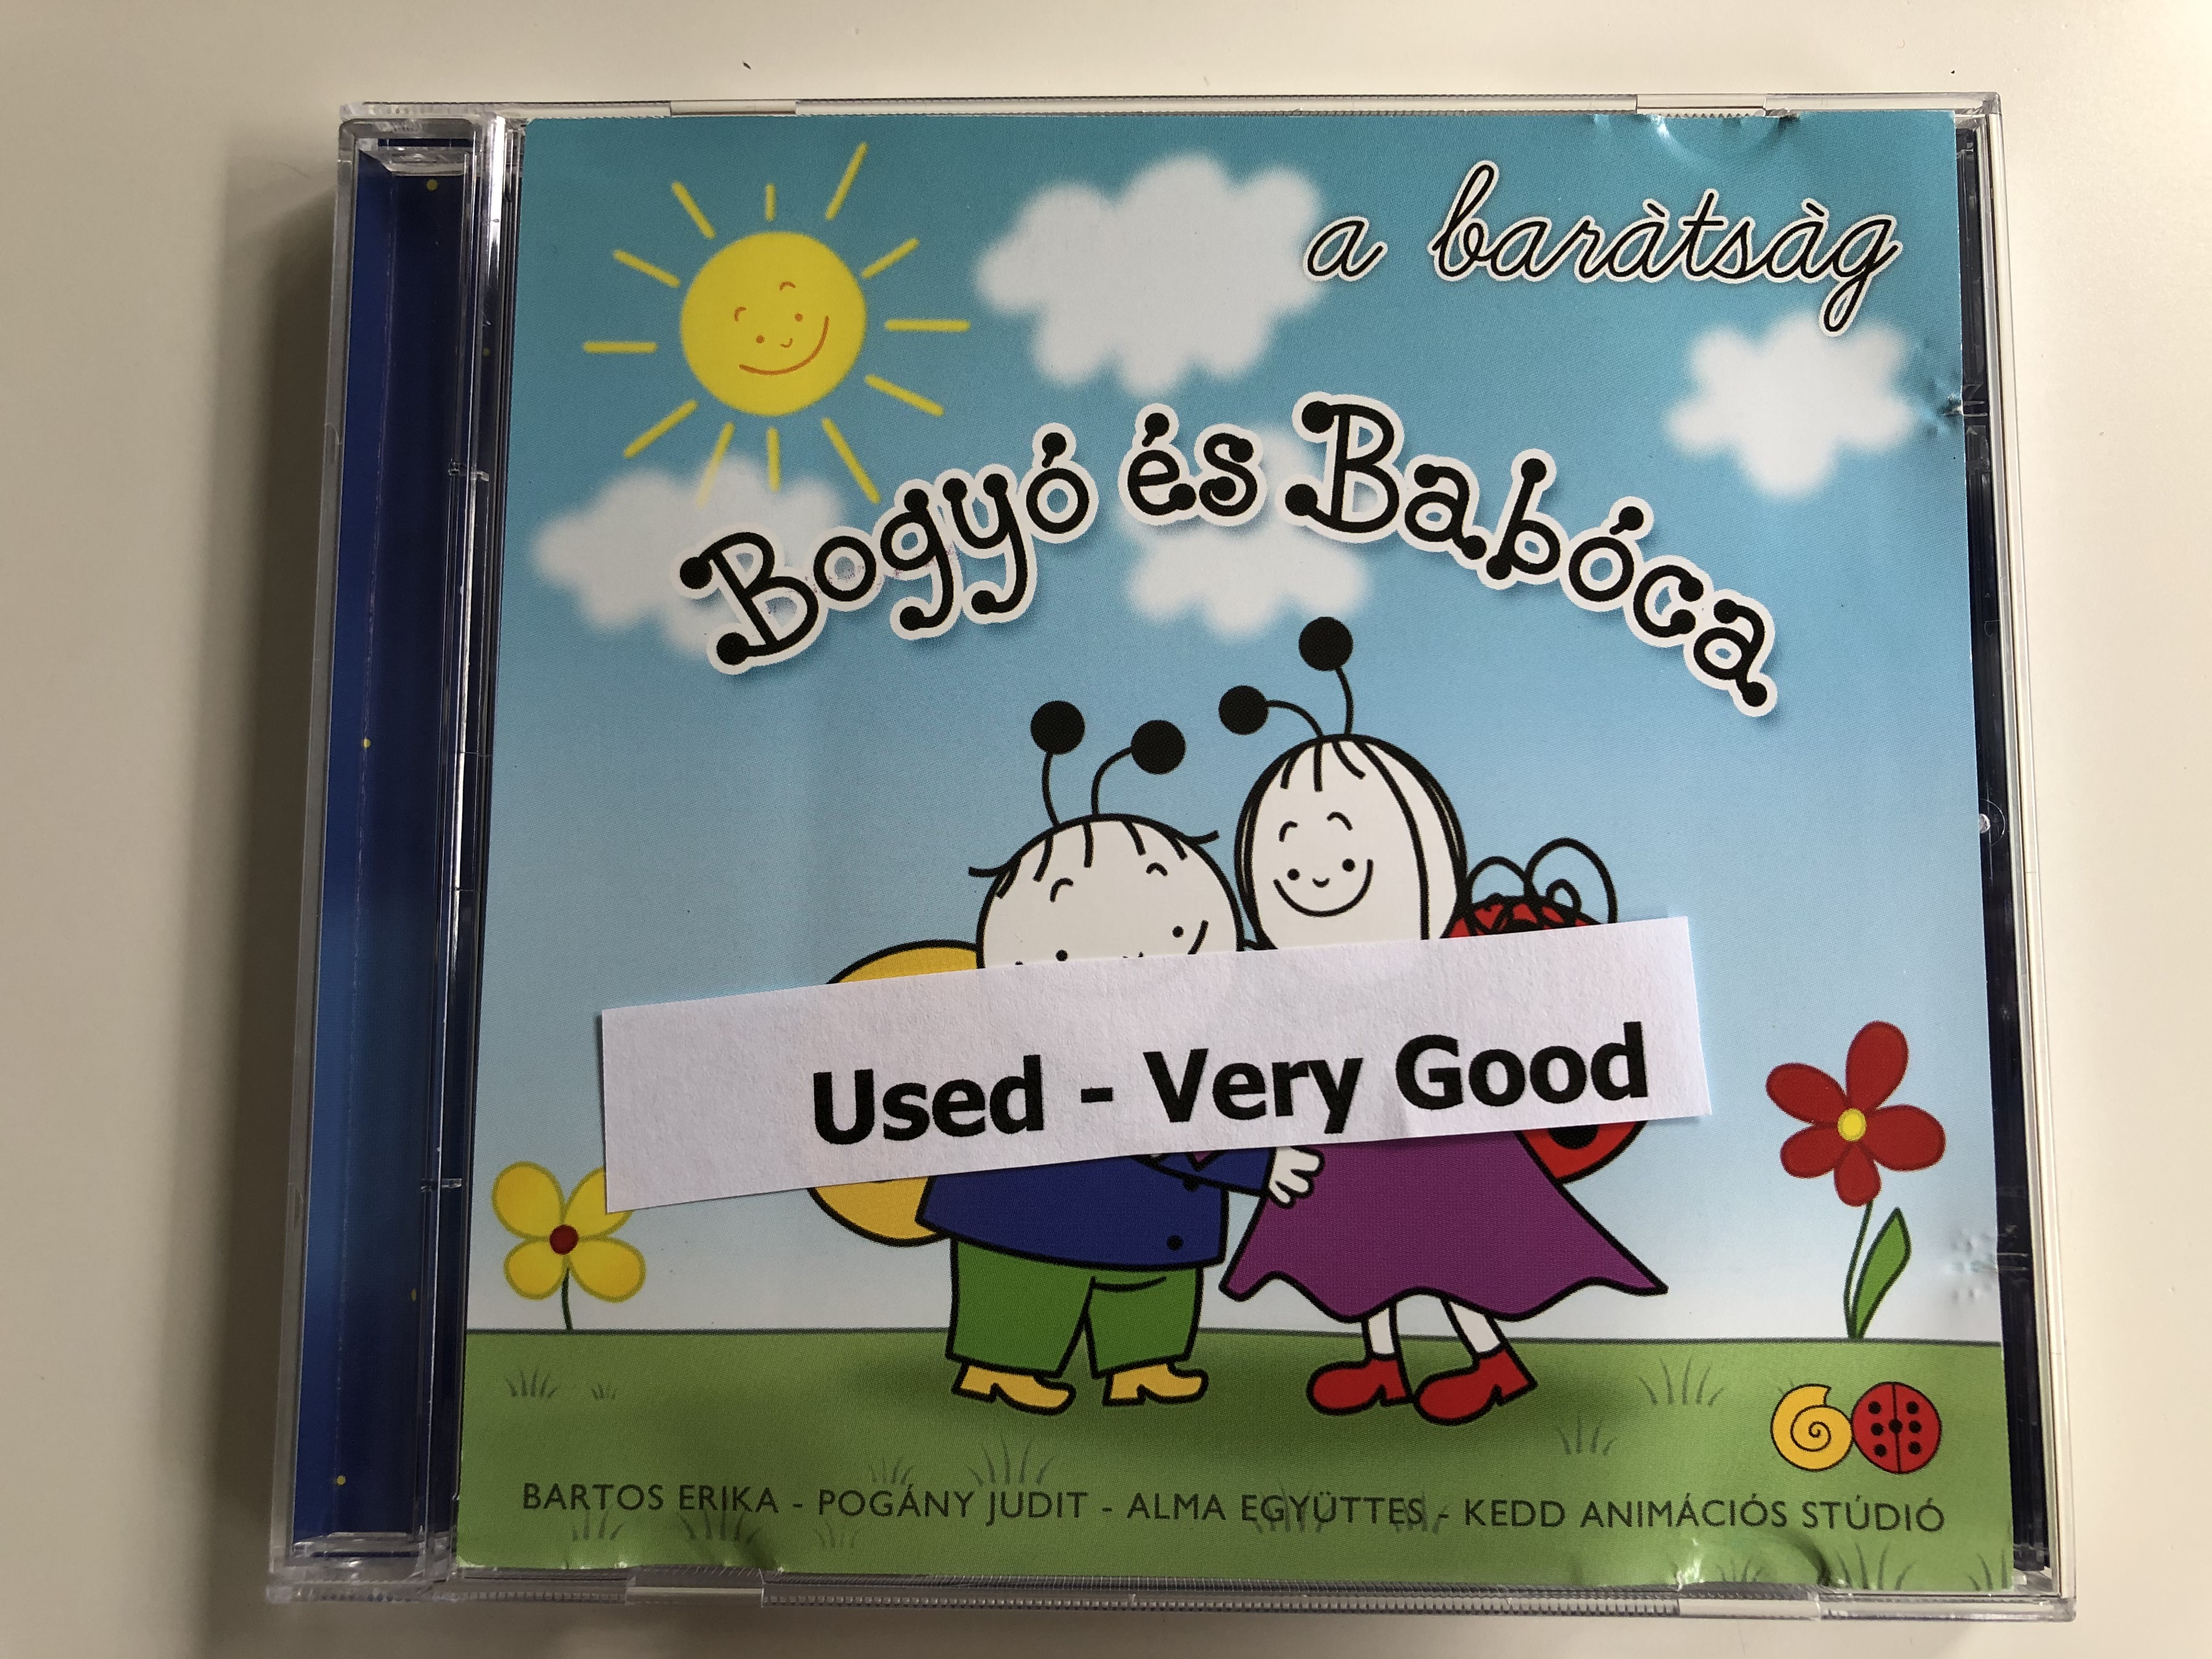 a baràtsàg
Bogyó és Babóca
Used - Very Good
BARTOS ERIKA - POGÁNY JUDIT - ALMA EGYÜTTES - KEDD ANIMÁCIÓS STÚDIÓ